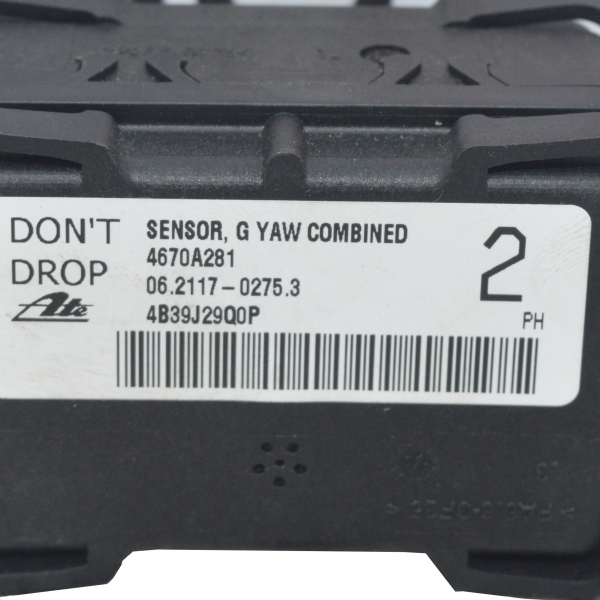 DON'T
DROP
Ate
SENSOR, G YAW COMBINED
4670A281
06.2117-0275.3
4B39J29Q0P
2
PH